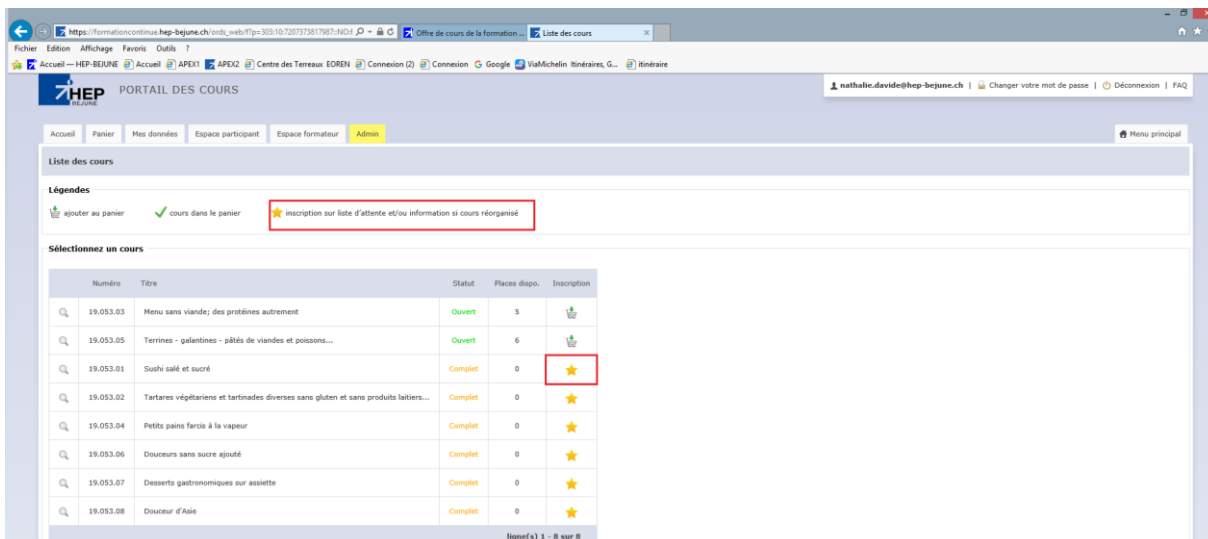 https://formationcontinue.hep-bejune.ch/ords_web/f?p=303:10:7207373817987::NO:
Offre de cours de la formation ...
Liste des cours
Fichier Edition Affichage Favoris Outils ?
Accueil — HEP-BEJUNE Accueil APEX1 APEX2 Centre des Terreaux EOREN Connexion (2) Connexion Google ViaMichelin Itinéraires, G... itinéraire
HEP BEJUNE PORTAIL DES COURS
nathalie.davide@hep-bejune.ch | Changer votre mot de passe | Déconnexion | FAQ
Accueil Panier Mes données Espace participant Espace formateur Admin Menu principal
Liste des cours
Légendes
ajouter au panier cours dans le panier inscription sur liste d'attente et/ou information si cours réorganisé
Sélectionnez un cours
Numéro Titre Statut Places dispo. Inscription
19.053.03 Menu sans viande; des protéines autrement Ouvert 5
19.053.05 Terrines - galantines - pâtés de viandes et poissons... Ouvert 6
19.053.01 Sushi salé et sucré Complet 0
19.053.02 Tartares végétariens et tartinades diverses sans gluten et sans produits laitiers... Complet 0
19.053.04 Petits pains farcis à la vapeur Complet 0
19.053.06 Douceurs sans sucre ajouté Complet 0
19.053.07 Desserts gastronomiques sur assiette Complet 0
19.053.08 Douceur d'Asie Complet 0
ligne(s) 1 - 8 sur 8